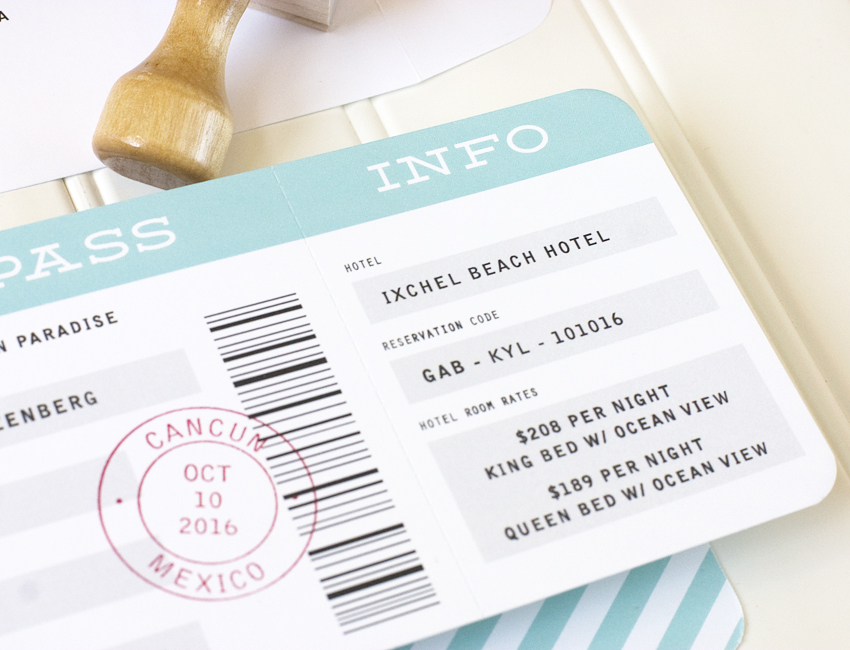 PASS
N PARADISE
ZENBERG
CANCUN
OCT
10
2016
MEXICO
INFO
HOTEL
IXCHEL BEACH HOTEL
RESERVATION CODE
GAB - KYL - 101016
HOTEL ROOM RATES
$208 PER NIGHT
KING BED W/ OCEAN VIEW
$189 PER NIGHT
QUEEN BED W/ OCEAN VIEW